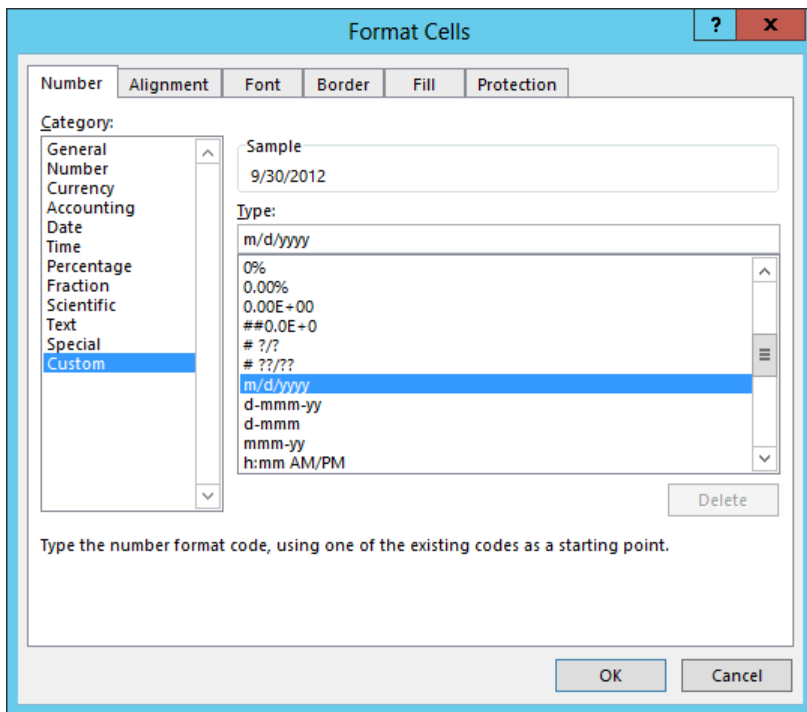 Format Cells
?
x
Number
Alignment
Font
Border
Fill
Protection
Category:
General
Number
Currency
Accounting
Date
Time
Percentage
Fraction
Scientific
Text
Special
Custom
Sample
9/30/2012
Type:
m/d/yyyy
0%
0.00%
0.00E+00
##0.0E+0
# ?/?
# ??/??
m/d/yyyy
d-mmm-yy
d-mmm
mmm-yy
h:mm AM/PM
Delete
Type the number format code, using one of the existing codes as a starting point.
OK
Cancel